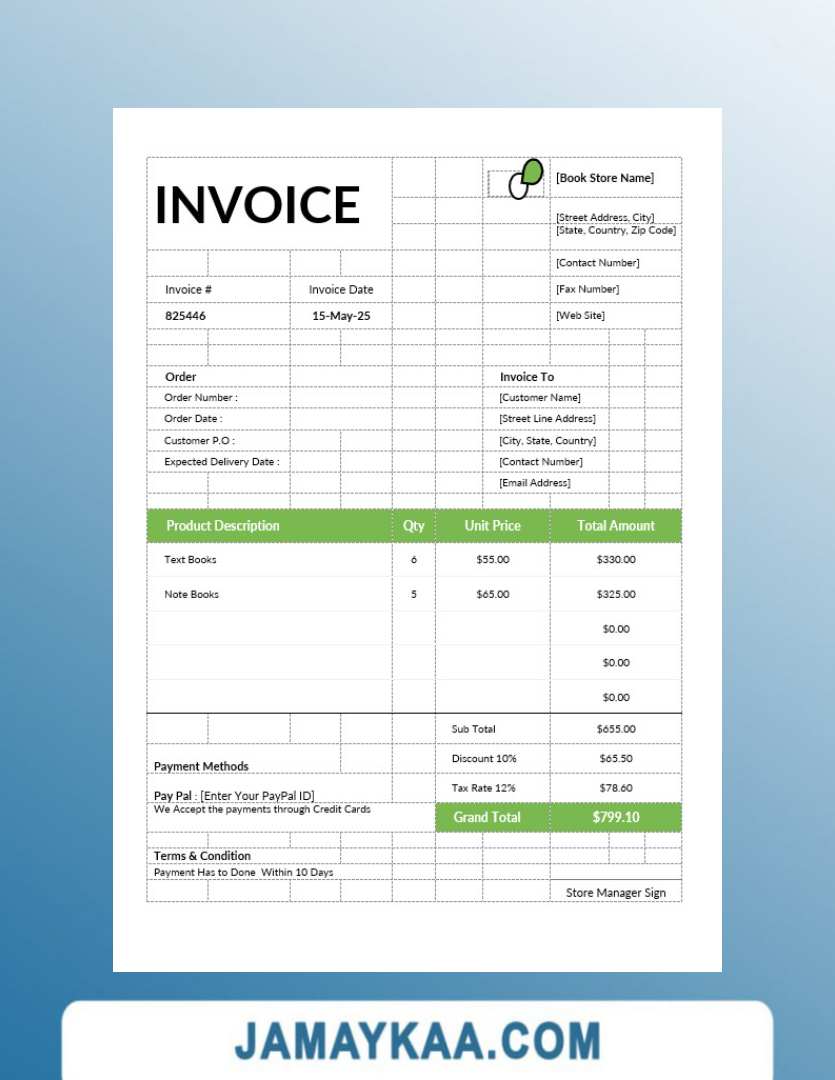 INVOICE
[Book Store Name]
[Street Address, City]
[State, Country, Zip Code]
[Contact Number]
Invoice # Invoice Date [Fax Number]
825446 15-May-25 [Web Site]
Order Invoice To
Order Number : [Customer Name]
Order Date : [Street Line Address]
Customer P.O : [City, State, Country]
Expected Delivery Date : [Contact Number]
[Email Address]
Product Description Qty Unit Price Total Amount
Text Books 6 $55.00 $330.00
Note Books 5 $65.00 $325.00
$0.00
$0.00
$0.00
Sub Total $655.00
Discount 10% $65.50
Payment Methods
Tax Rate 12% $78.60
Pay Pal : [Enter Your PayPal ID]
We Accept the payments through Credit Cards
Grand Total $799.10
Terms & Condition
Payment Has to Done Within 10 Days
Store Manager Sign
JAMAYKAA.COM